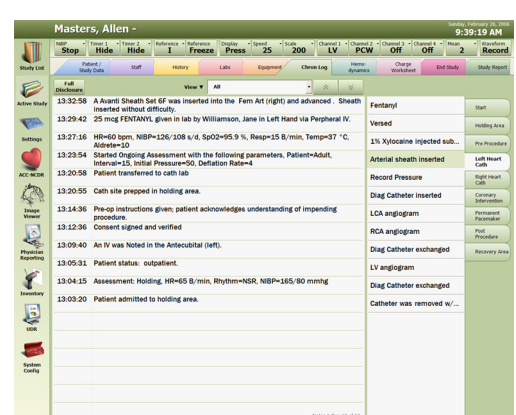 Masters, Allen -
Sunday, February 26, 2006
9:39:19 AM
NIBP Stop
Timer 1 Hide
Timer 2 Hide
Reference I
Reference Freeze
Display Press
Speed 25
Scale 200
Channel 1 LV
Channel 2 PCW
Channel 3 Off
Channel 4 Off
Mean 2
Waveform Record
Study List
Patient / Study Data
Staff
History
Labs
Equipment
Chron Log
Hemo-dynamics
Charge Worksheet
End Study
Study Report
Full Disclosure
View ▼ All
Active Study
Settings
ACC-NCDR
Image Viewer
Physician Reporting
Inventory
UDR
System Config
13:32:58 A Avanti Sheath Set 6F was inserted into the Fem Art (right) and advanced . Sheath
inserted without difficulty.
13:29:42 25 mcg FENTANYL given in lab by Williamson, Jane in Left Hand via Perpheral IV.
13:27:16 HR=60 bpm, NIBP=126/108 s/d, SpO2=95.9 %, Resp=15 B/min, Temp=37 °C,
Aldrete=10
13:23:54 Started Ongoing Assessment with the following parameters, Patient=Adult,
Interval=15, Initial Pressure=50, Deflation Rate=4
13:20:58 Patient transferred to cath lab
13:20:55 Cath site prepped in holding area.
13:14:36 Pre-op instructions given; patient acknowledges understanding of impending
procedure.
13:12:36 Consent signed and verified
13:09:40 An IV was Noted in the Antecubital (left).
13:05:31 Patient status: outpatient.
13:04:15 Assessment: Holding, HR=65 B/min, Rhythm=NSR, NIBP=165/80 mmhg
13:03:20 Patient admitted to holding area.
Fentanyl
Versed
1% Xylocaine injected sub...
Arterial sheath inserted
Record Pressure
Diag Catheter inserted
LCA angiogram
RCA angiogram
Diag Catheter exchanged
LV angiogram
Diag Catheter exchanged
Catheter was removed w/...
Start
Holding Area
Pre Procedure
Left Heart Cath
Right Heart Cath
Coronary Intervention
Permanent Pacemaker
Post Procedure
Recovery Area